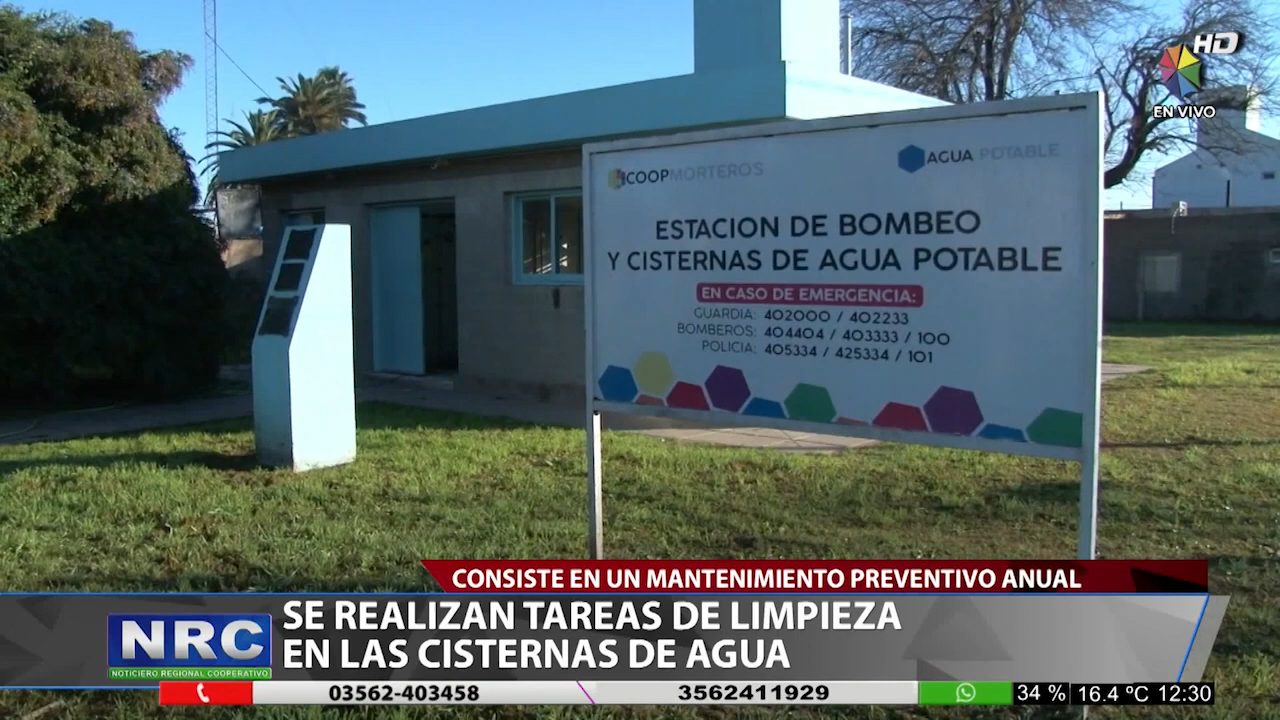 HD
EN VIVO
COOPMORTEROS
AGUA POTABLE
ESTACION DE BOMBEO
Y CISTERNAS DE AGUA POTABLE
EN CASO DE EMERGENCIA:
GUARDIA: 402000 / 402233
BOMBEROS: 404404 / 403333 / 100
POLICIA: 405334 / 425334 / 101
CONSISTE EN UN MANTENIMIENTO PREVENTIVO ANUAL
SE REALIZAN TAREAS DE LIMPIEZA
EN LAS CISTERNAS DE AGUA
NRC
NOTICIERO REGIONAL COOPERATIVO
03562-403458 3562411929 34 % 16.4 ºC 12:30